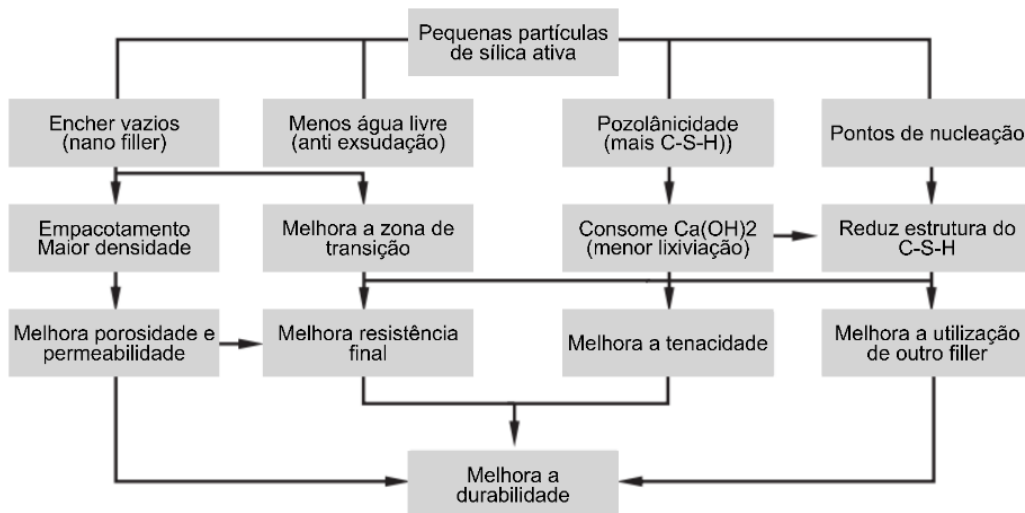 Pequenas partículas
de sílica ativa
Encher vazios
(nano filler)
Menos água livre
(anti exsudação)
Pozolânicidade
(mais C-S-H))
Pontos de nucleação
Empacotamento
Maior densidade
Melhora a zona de
transição
Consome Ca(OH)2
(menor lixiviação)
Reduz estrutura do
C-S-H
Melhora porosidade e
permeabilidade
Melhora resistência
final
Melhora a tenacidade
Melhora a utilização
de outro filler
Melhora a
durabilidade